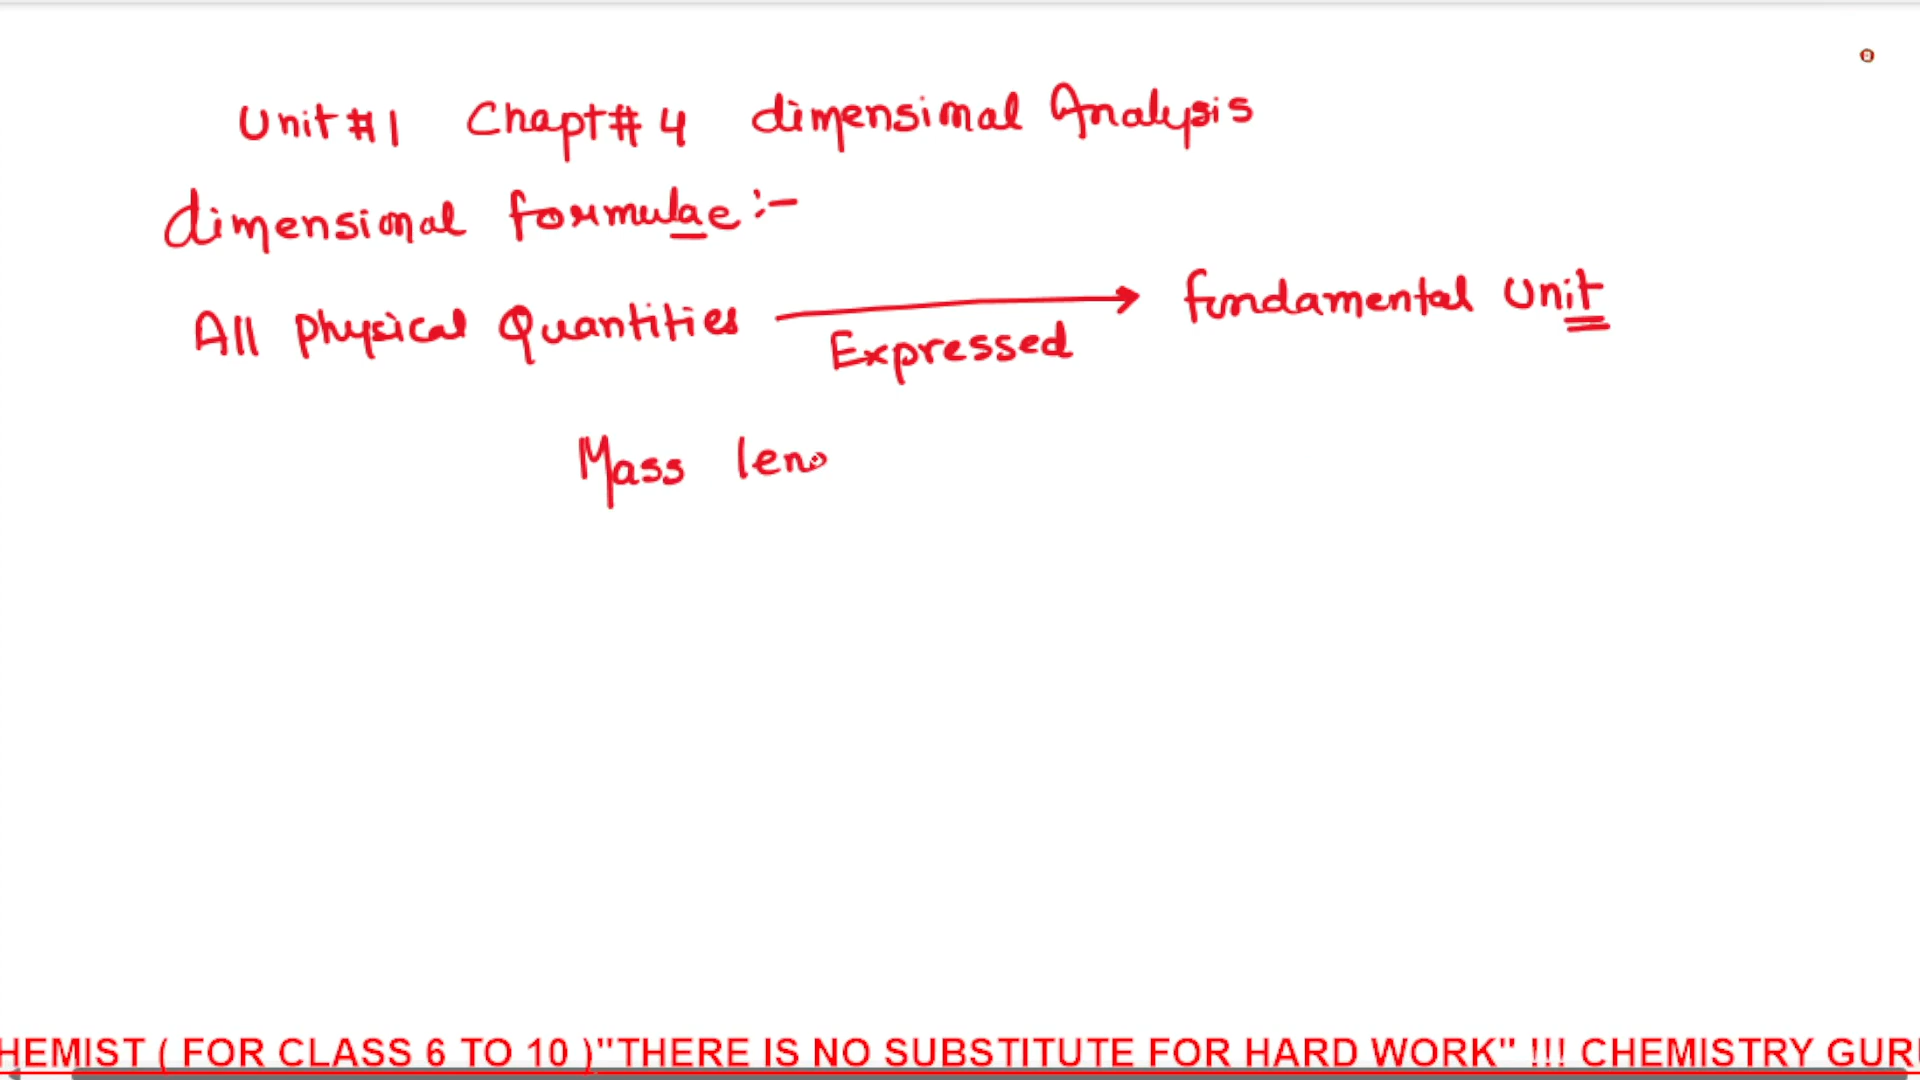 Unit #1 Chapt# 4 dimensimal Analysis
dimensional formulae :-
All Physical Quantities → fundamental Unit
Expressed
Mass len
HEMIST ( FOR CLASS 6 TO 10 )"THERE IS NO SUBSTITUTE FOR HARD WORK" !!! CHEMISTRY GUR